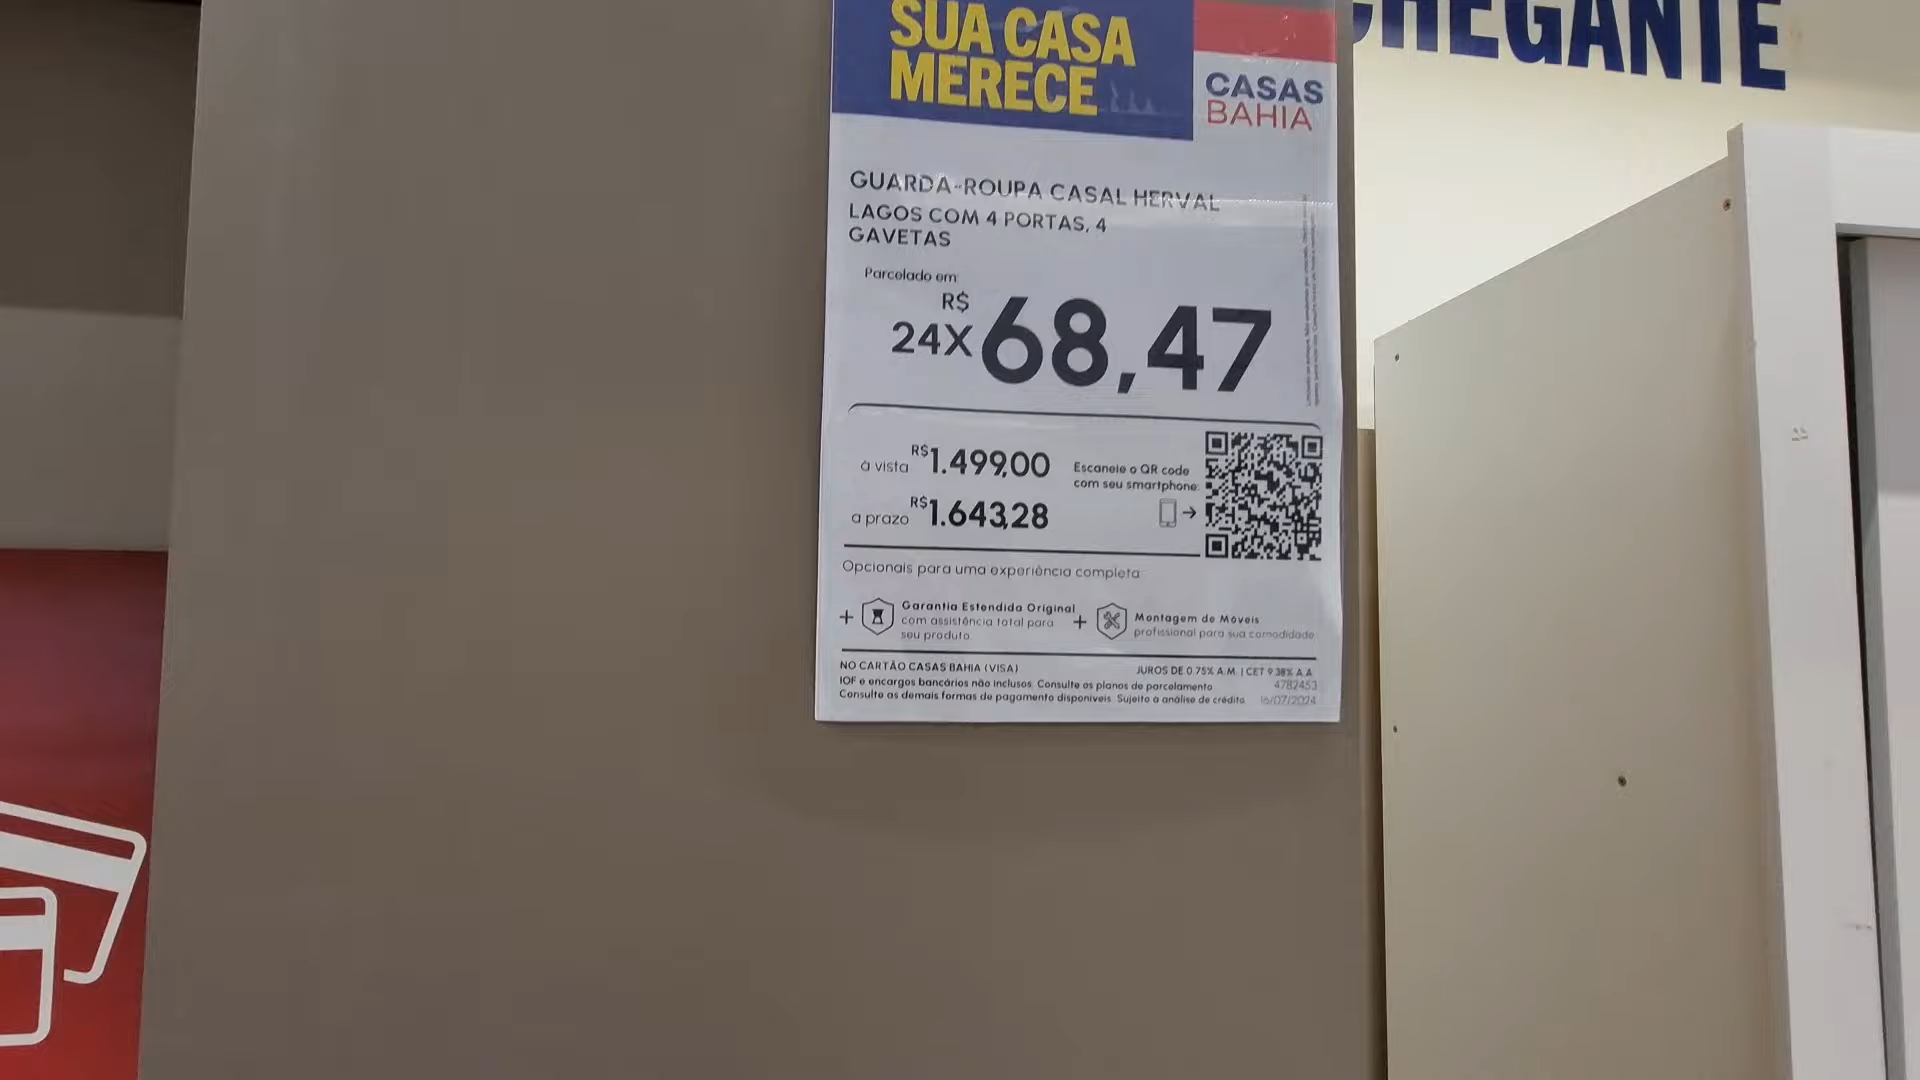 CHEGANTE
SUA CASA
MERECE
CASAS
BAHIA
GUARDA-ROUPA CASAL HERVAL
LAGOS COM 4 PORTAS, 4
GAVETAS
Parcelado em:
R$
24X 68,47
à vista R$ 1.499,00
a prazo R$ 1.643,28
Escaneie o QR code
com seu smartphone:
Opcionais para uma experiência completa:
+ Garantia Estendida Original
com assistência total para
seu produto
+ Montagem de Móveis
profissional para sua comodidade
NO CARTÃO CASAS BAHIA (VISA)
JUROS DE 0.75% A.M. | CET 9.38% A.A.
IOF e encargos bancários não inclusos. Consulte os planos de parcelamento.
4782453
Consulte as demais formas de pagamento disponíveis. Sujeito a análise de crédito.
16/07/2024